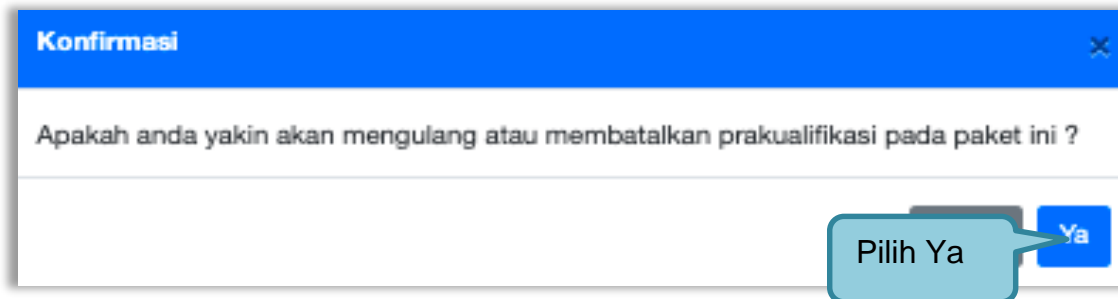 Konfirmasi
×
Apakah anda yakin akan mengulang atau membatalkan prakualifikasi pada paket ini ?
Pilih Ya
Ya